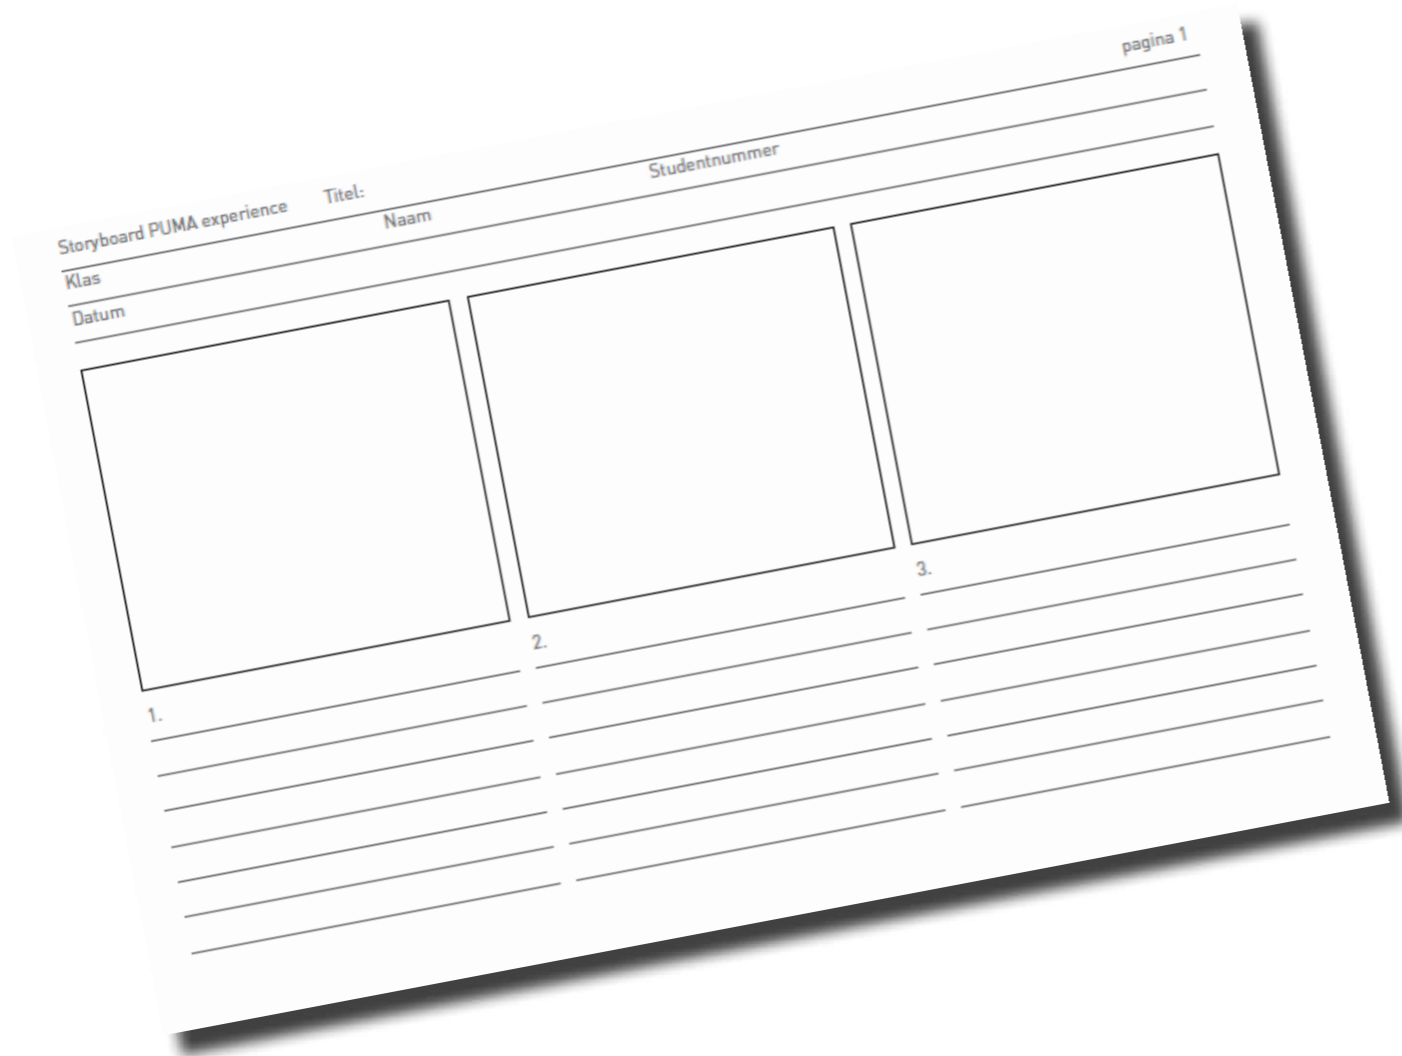 pagina 1
Storyboard PUMA experience Titel:
Klas Naam Studentnummer
Datum
1. 2. 3.